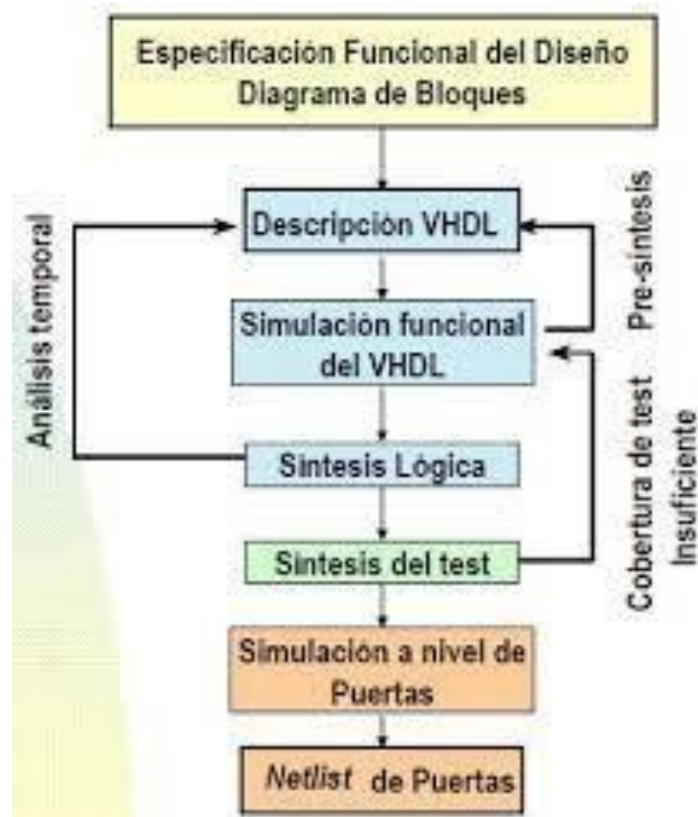 Especificación Funcional del Diseño
Diagrama de Bloques
Descripción VHDL
Pre-síntesis
Simulación funcional
del VHDL
Análisis temporal
Síntesis Lógica
Cobertura de test
Insuficiente
Síntesis del test
Simulación a nivel de
Puertas
Netlist de Puertas